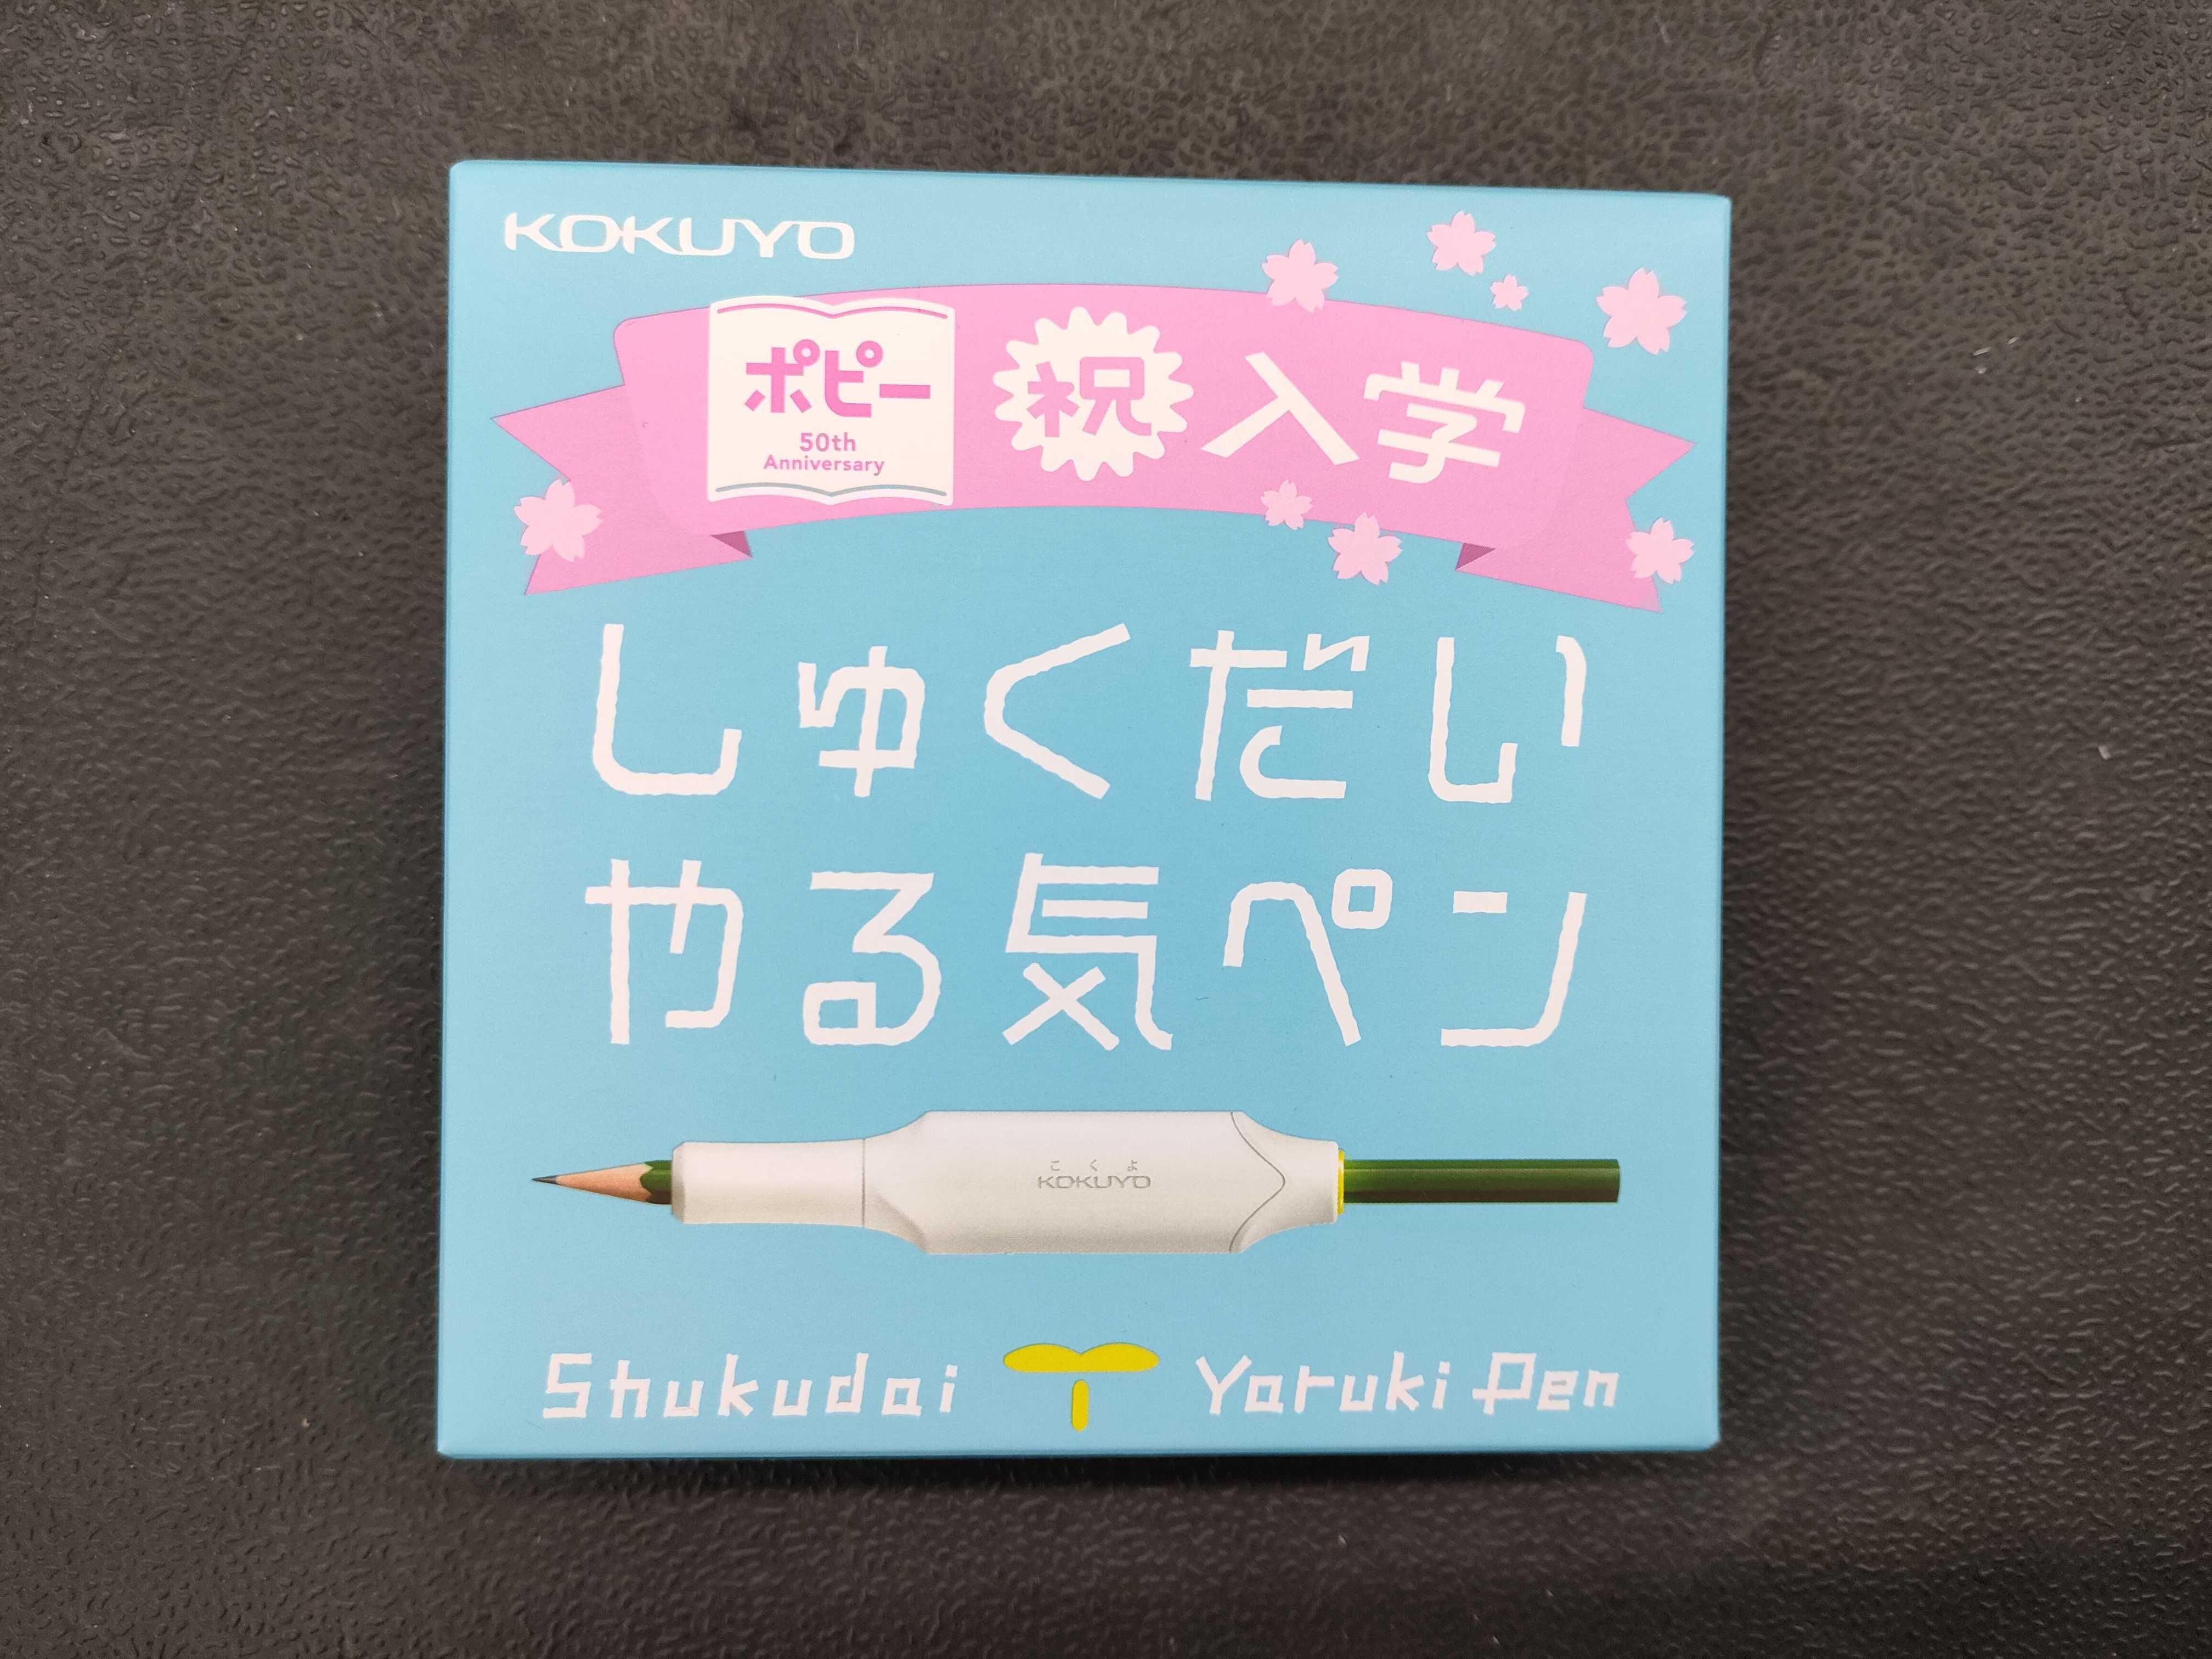 KOKUYO
ポピー
50th
Anniversary
祝 入学
しゅくだい
やる気ペン
こくよ
KOKUYO
Shukudai Yaruki Pen